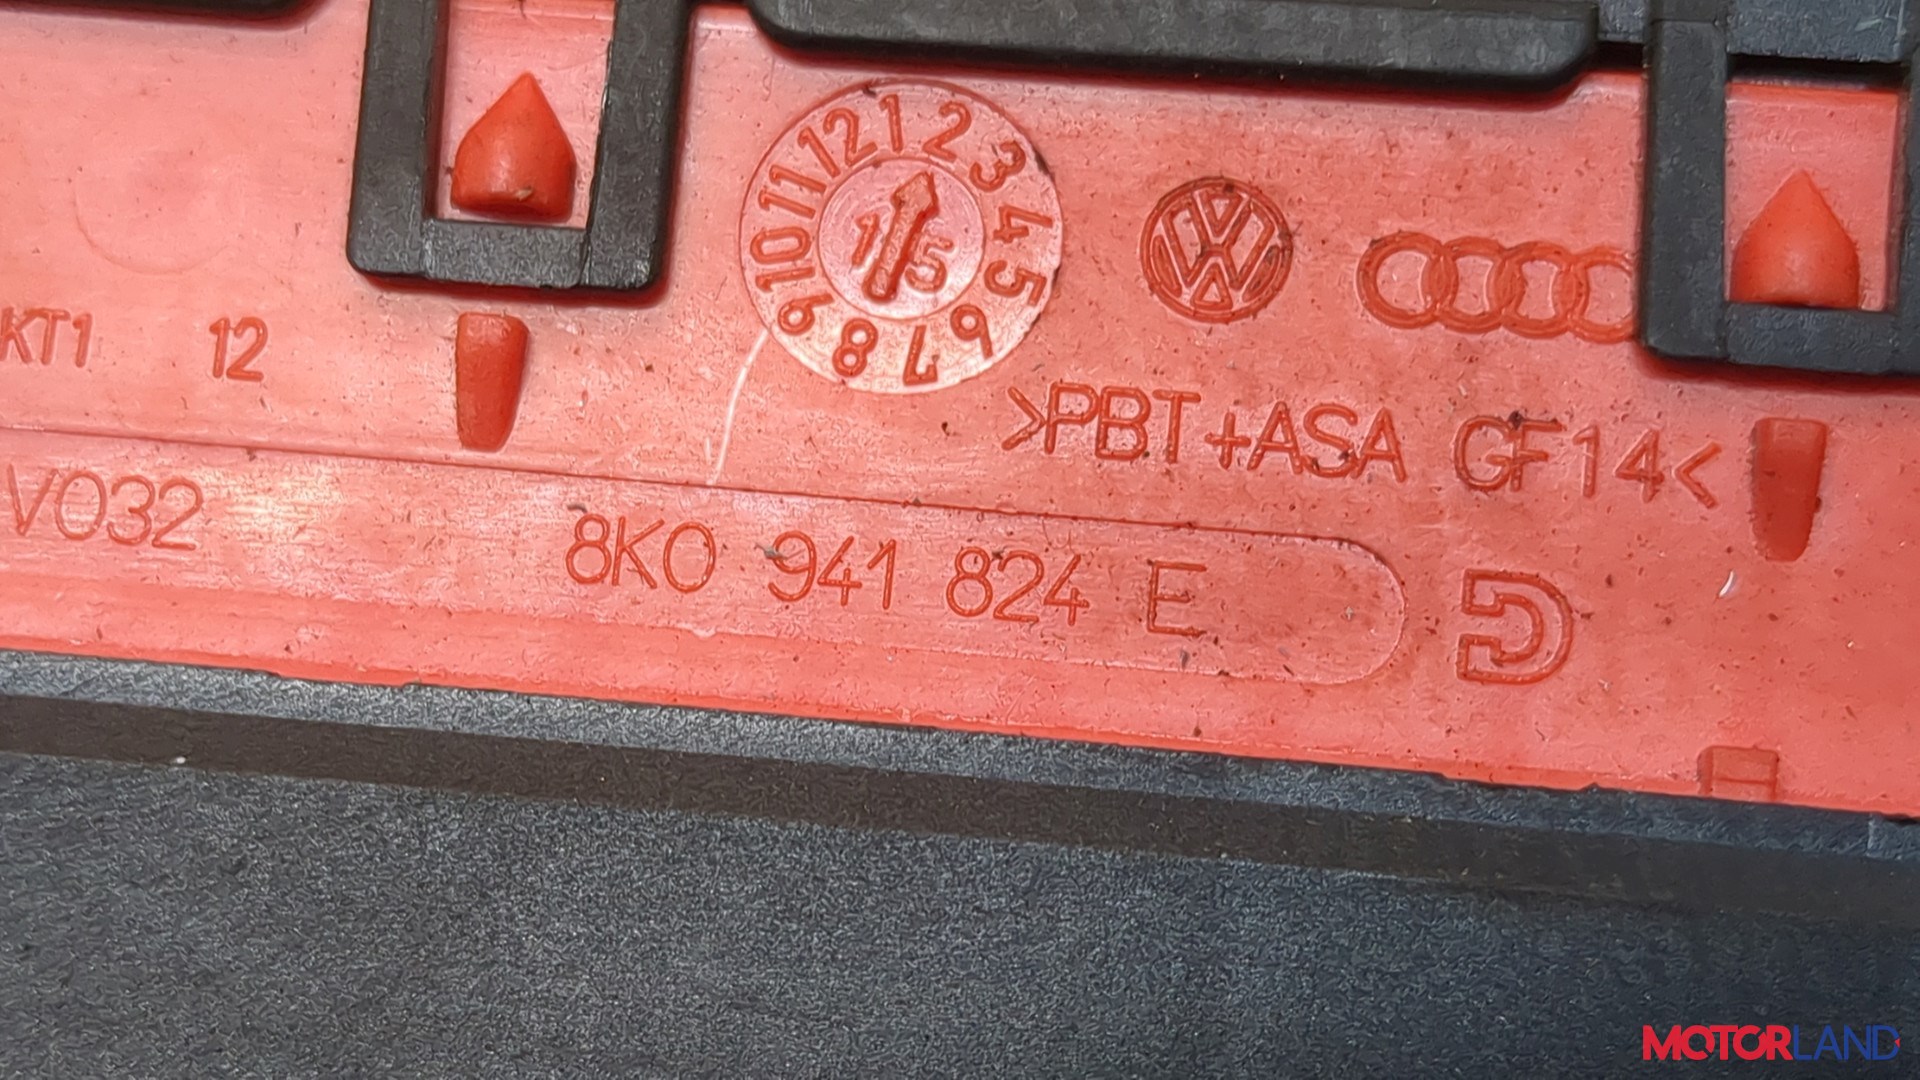 12 1 2 3 4 5 6 7 8 9 10 11
15
VW
KT1 12
>PBT+ASA GF14<
V032
8K0 941 824 E
D
MOTORLAND